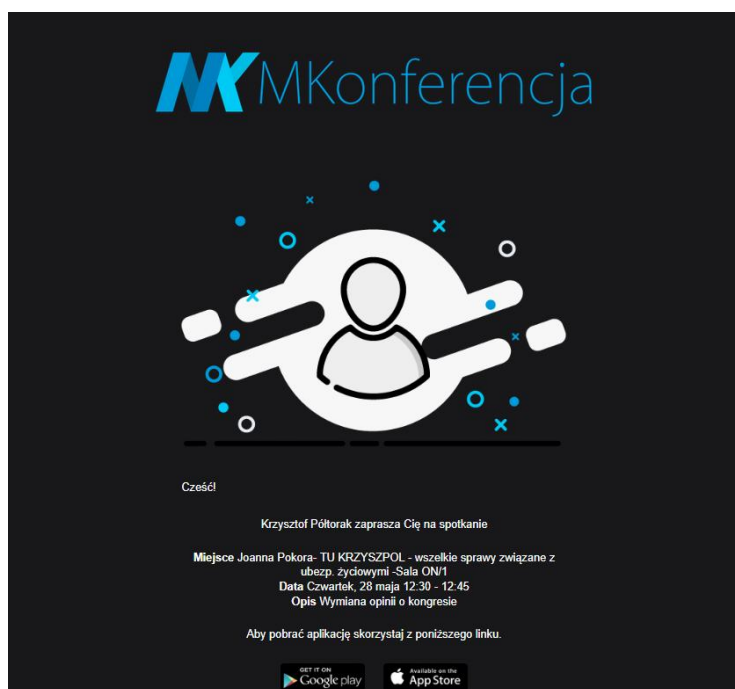 MKonferencja
Cześć!
Krzysztof Półtorak zaprasza Cię na spotkanie
Miejsce Joanna Pokora- TU KRZYSZPOL - wszelkie sprawy związane z
ubezp. życiowymi -Sala ON/1
Data Czwartek, 28 maja 12:30 - 12:45
Opis Wymiana opinii o kongresie
Aby pobrać aplikację skorzystaj z poniższego linku.
GET IT ON
Google play
Available on the
App Store